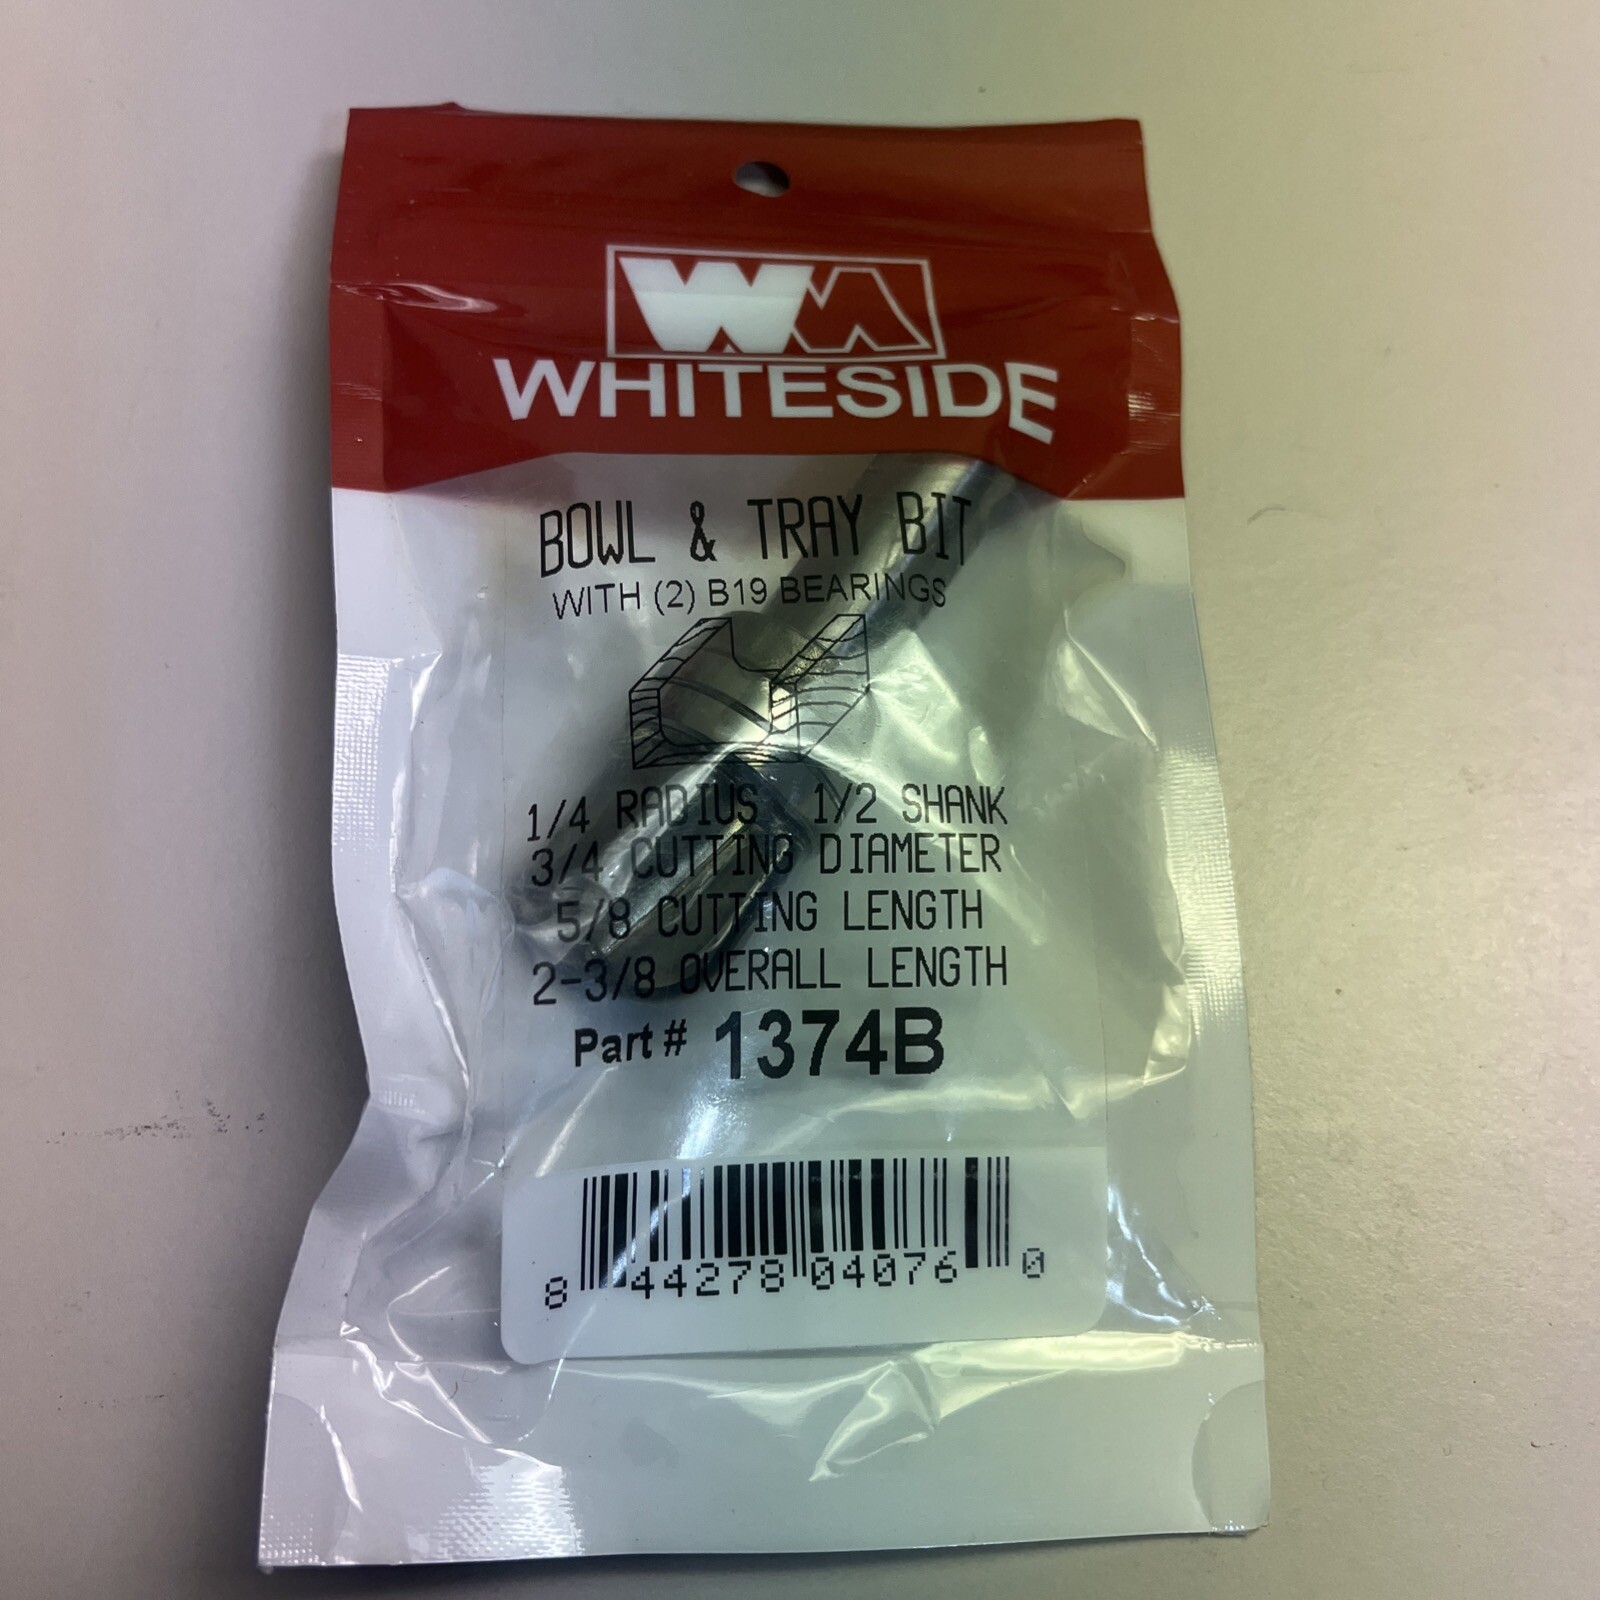 WHITESIDE
BOWL & TRAY BIT
WITH (2) B19 BEARINGS
1/4 RADIUS 1/2 SHANK
3/4 CUTTING DIAMETER
5/8 CUTTING LENGTH
2-3/8 OVERALL LENGTH
Part # 1374B
8 44278 04076 0